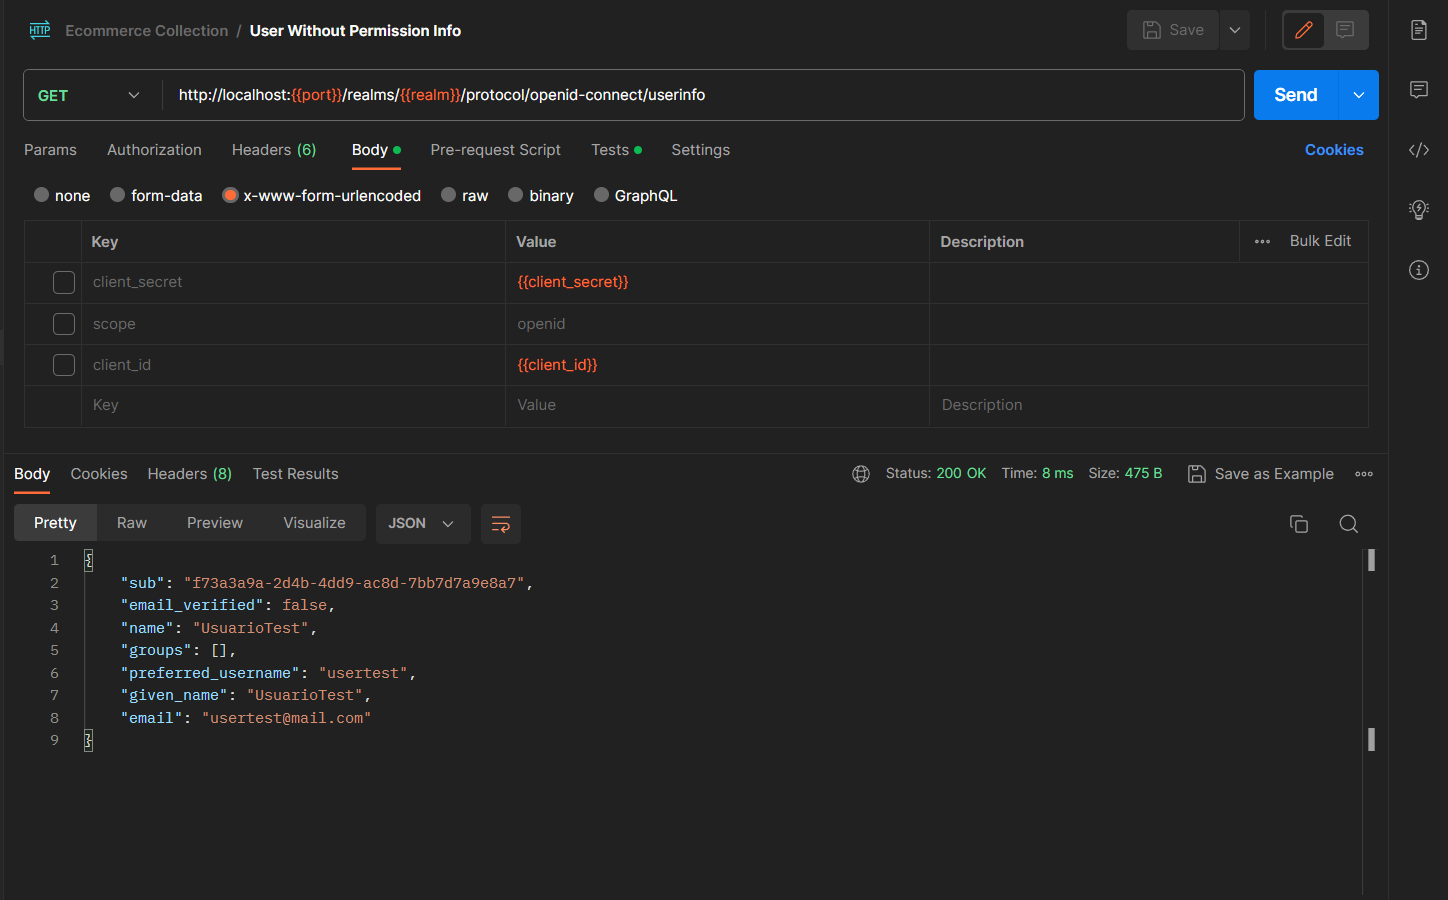 HTTP Ecommerce Collection / User Without Permission Info Save
GET http://localhost:{{port}}/realms/{{realm}}/protocol/openid-connect/userinfo Send
Params Authorization Headers (6) Body Pre-request Script Tests Settings Cookies
none form-data x-www-form-urlencoded raw binary GraphQL
Key Value Description Bulk Edit
client_secret {{client_secret}}
scope openid
client_id {{client_id}}
Key Value Description
Body Cookies Headers (8) Test Results Status: 200 OK Time: 8 ms Size: 475 B Save as Example
Pretty Raw Preview Visualize JSON
1 {
2 "sub": "f73a3a9a-2d4b-4dd9-ac8d-7bb7d7a9e8a7",
3 "email_verified": false,
4 "name": "UsuarioTest",
5 "groups": [],
6 "preferred_username": "usertest",
7 "given_name": "UsuarioTest",
8 "email": "usertest@mail.com"
9 }